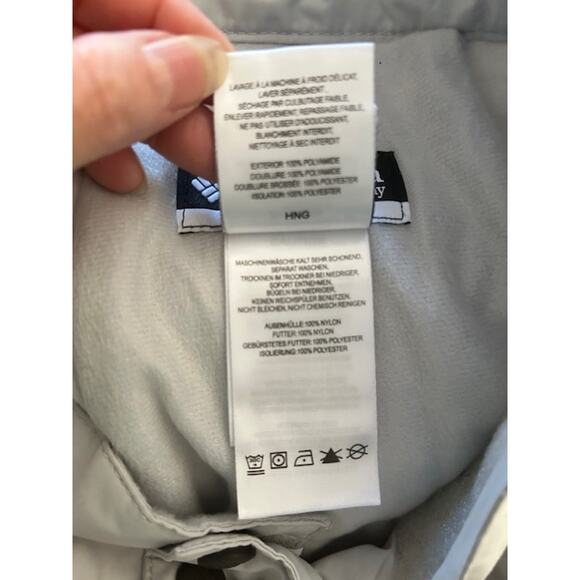 LAVAGE: À LA MACHINE À FROID DÉLICAT,
LAVER SÉPARÉMENT.,
SÉCHAGE PAR CULBUTAGE FAIBLE,
ENLEVER RAPIDEMENT, REPASSAGE FAIBLE,
NE PAS UTILISER D'ADOUCISSANT,
BLANCHIMENT INTERDIT,
NETTOYAGE À SEC INTERDIT
EXTERIOR: 100% POLYAMIDE
DOUBLURE: 100% POLYAMIDE
DOUBLURE BROSSÉE: 100% POLYESTER
ISOLATION: 100% POLYESTER
HNG
MASCHINENWÄSCHE KALT SEHR SCHONEND,
SEPARAT WASCHEN,
TROCKNEN IM TROCKNER BEI NIEDRIGER,
SOFORT ENTNEHMEN,
BÜGELN BEI NIEDRIGER,
KEINEN WEICHSPÜLER BENUTZEN,
NICHT BLEICHEN, NICHT CHEMISCH REINIGEN
AUßENHÜLLE: 100% NYLON
FUTTER: 100% NYLON
GEBÜRSTETES FUTTER: 100% POLYESTER
ISOLIERUNG: 100% POLYESTER